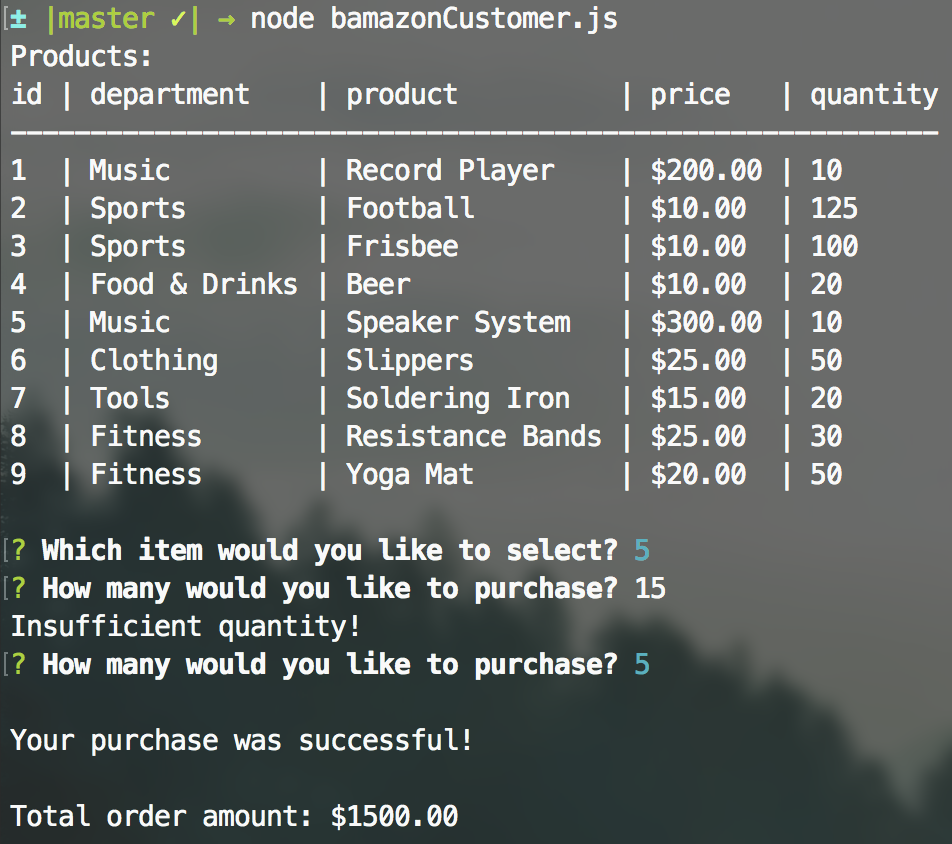 ± |master ✓| → node bamazonCustomer.js
Products:
id | department    | product          | price   | quantity
----------------------------------------------------------
1  | Music         | Record Player    | $200.00 | 10
2  | Sports        | Football         | $10.00  | 125
3  | Sports        | Frisbee          | $10.00  | 100
4  | Food & Drinks | Beer             | $10.00  | 20
5  | Music         | Speaker System   | $300.00 | 10
6  | Clothing      | Slippers         | $25.00  | 50
7  | Tools         | Soldering Iron   | $15.00  | 20
8  | Fitness       | Resistance Bands | $25.00  | 30
9  | Fitness       | Yoga Mat         | $20.00  | 50
[? Which item would you like to select? 5
[? How many would you like to purchase? 15
Insufficient quantity!
[? How many would you like to purchase? 5
Your purchase was successful!
Total order amount: $1500.00